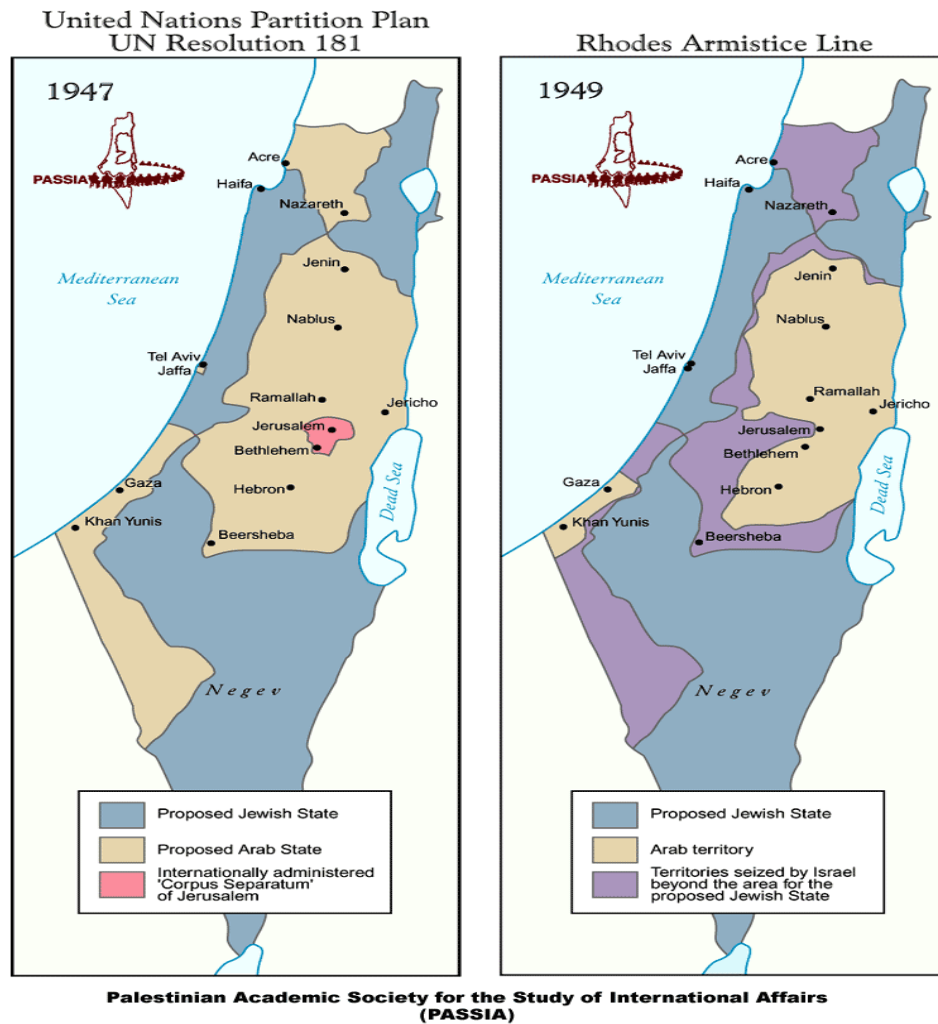 United Nations Partition Plan
UN Resolution 181
1947
PASSIA
Acre
Haifa
Nazareth
Mediterranean
Sea
Jenin
Nablus
Tel Aviv
Jaffa
Ramallah
Jericho
Jerusalem
Bethlehem
Gaza
Hebron
Dead Sea
Khan Yunis
Beersheba
Negev
Proposed Jewish State
Proposed Arab State
Internationally administered
'Corpus Separatum'
of Jerusalem
Rhodes Armistice Line
1949
PASSIA
Acre
Haifa
Nazareth
Mediterranean
Sea
Jenin
Nablus
Tel Aviv
Jaffa
Ramallah
Jericho
Jerusalem
Bethlehem
Gaza
Hebron
Dead Sea
Khan Yunis
Beersheba
Negev
Proposed Jewish State
Arab territory
Territories seized by Israel
beyond the area for the
proposed Jewish State
Palestinian Academic Society for the Study of International Affairs
(PASSIA)